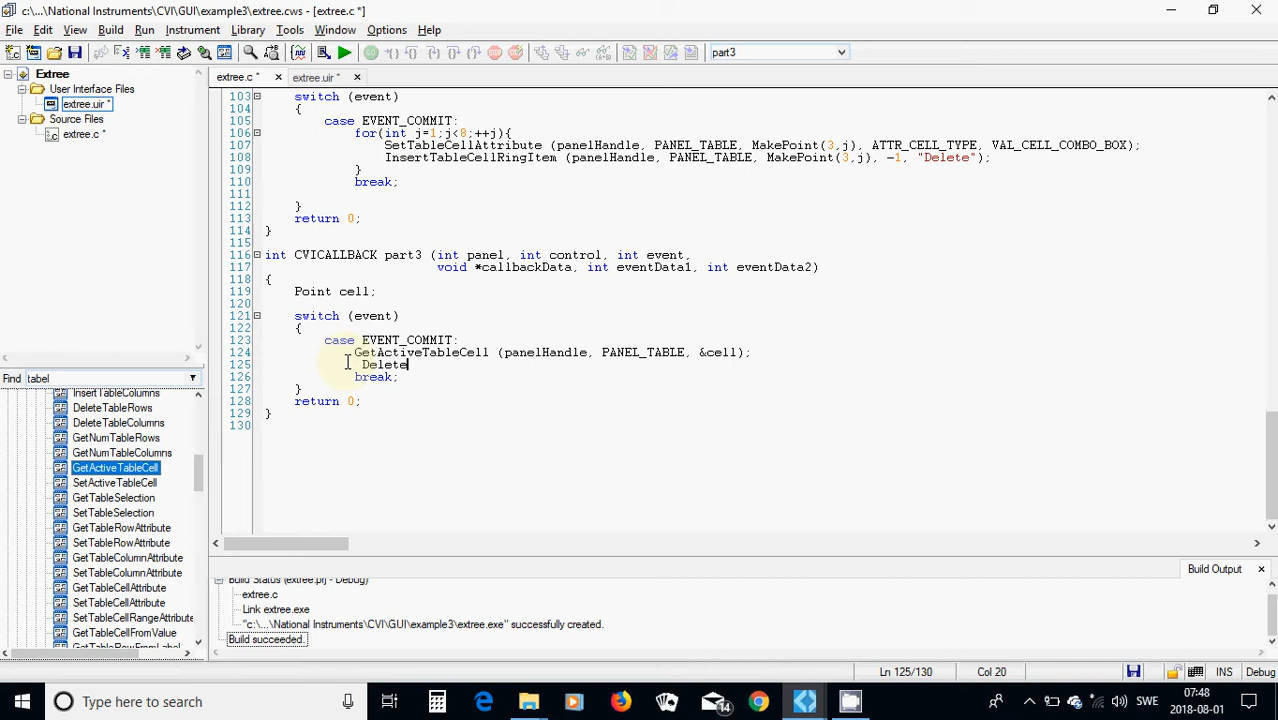 c:\...\National Instruments\CVI\GUI\example3\extree.cws - [extree.c *]
File Edit View Build Run Instrument Library Tools Window Options Help
part3
Extree
User Interface Files
extree.uir *
Source Files
extree.c *
Find tabel
InsertTableColumns
DeleteTableRows
DeleteTableColumns
GetNumTableRows
GetNumTableColumns
GetActiveTableCell
SetActiveTableCell
GetTableSelection
SetTableSelection
GetTableRowAttribute
SetTableRowAttribute
GetTableColumnAttribute
SetTableColumnAttribute
GetTableCellAttribute
SetTableCellAttribute
SetTableCellRangeAttribute
GetTableCellFromValue
GetTableRowFromLabel
extree.c * extree.uir *
103 switch (event)
104 {
105 case EVENT_COMMIT:
106 for(int j=1;j<8;++j){
107 SetTableCellAttribute (panelHandle, PANEL_TABLE, MakePoint(3,j), ATTR_CELL_TYPE, VAL_CELL_COMBO_BOX);
108 InsertTableCellRingItem (panelHandle, PANEL_TABLE, MakePoint(3,j), -1, "Delete");
109 }
110 break;
111
112 }
113 return 0;
114 }
115
116 int CVICALLBACK part3 (int panel, int control, int event,
117 void *callbackData, int eventData1, int eventData2)
118 {
119 Point cell;
120
121 switch (event)
122 {
123 case EVENT_COMMIT:
124 GetActiveTableCell (panelHandle, PANEL_TABLE, &cell);
125 Delete
126 break;
127 }
128 return 0;
129 }
130
Build Output
Build Status (extree.prj - Debug)
extree.c
Link extree.exe
"c:\...\National Instruments\CVI\GUI\example3\extree.exe" successfully created.
Build succeeded.
Ln 125/130 Col 20 INS Debug
Type here to search
14
SWE
07:48
2018-08-01